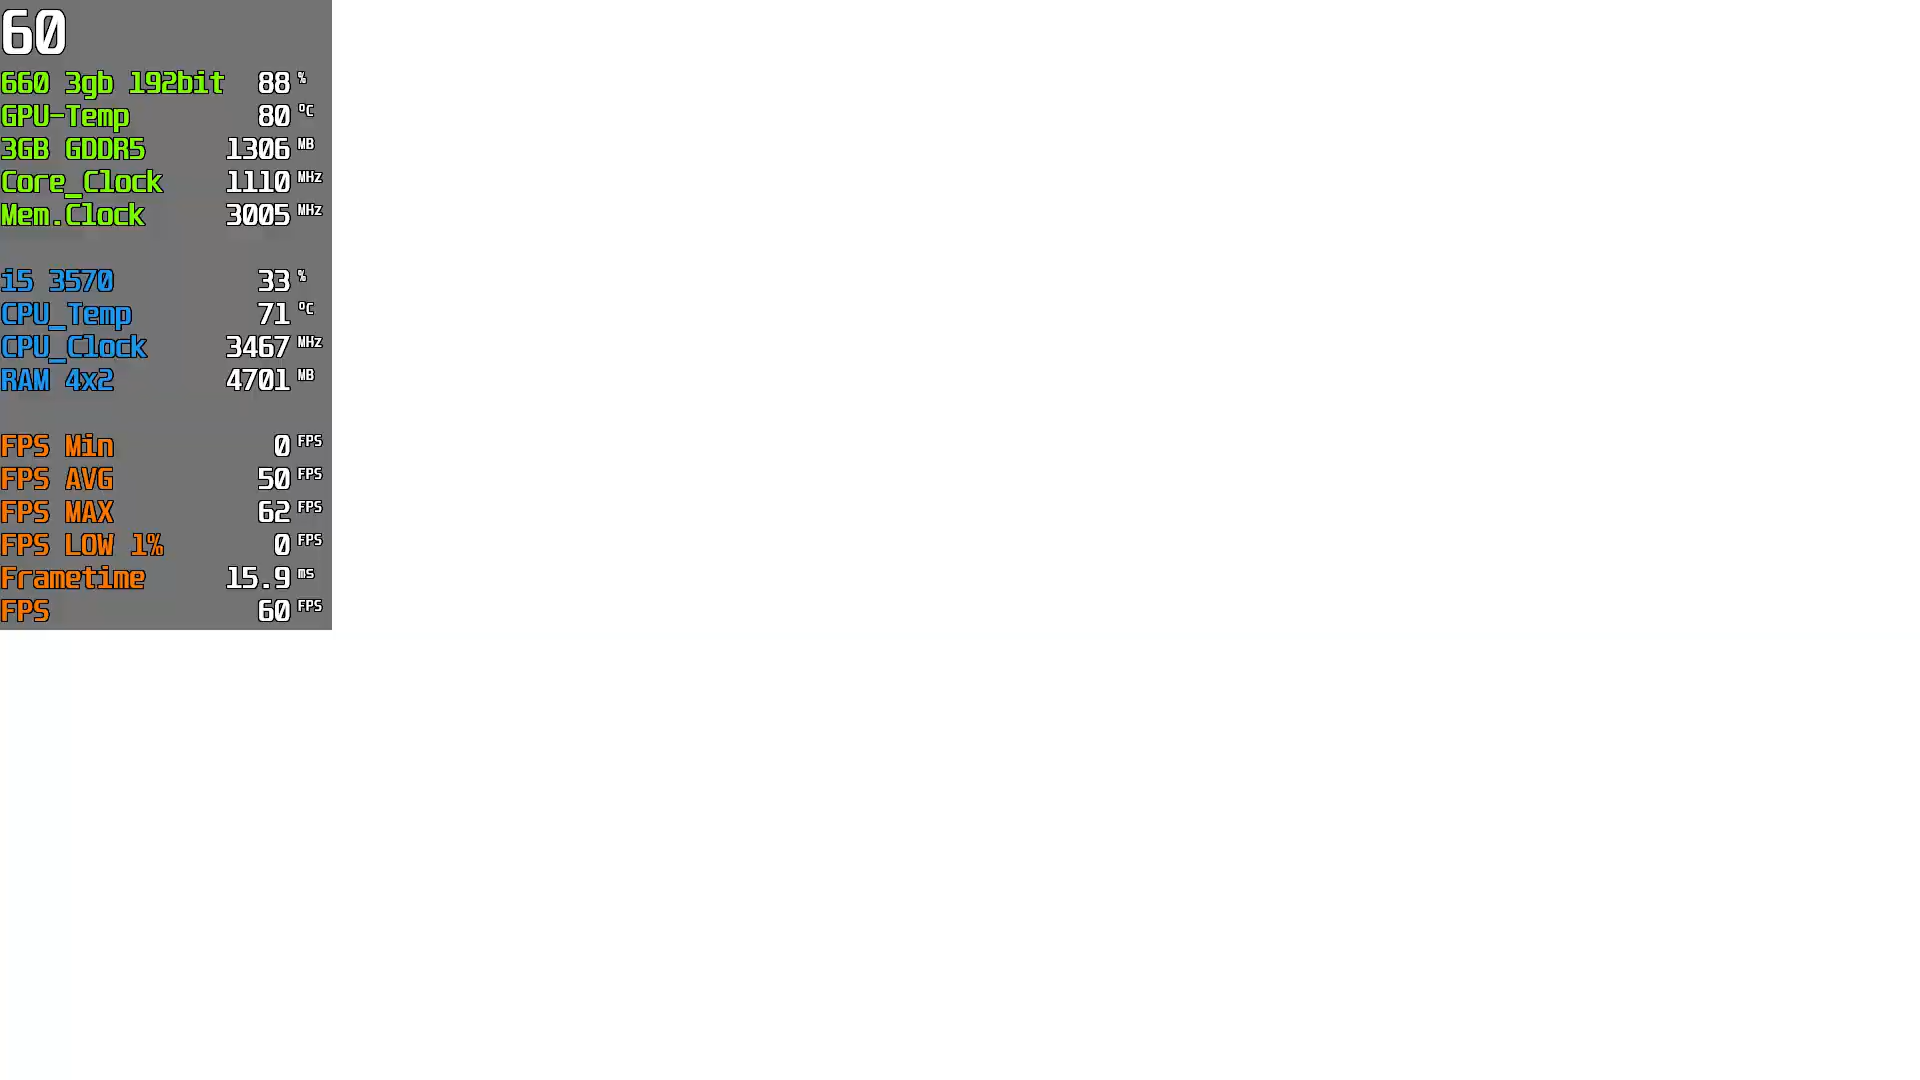 60
660 3gb 192bit 88 %
GPU-Temp 80 °C
3GB GDDR5 1306 MB
Core_Clock 1110 MHz
Mem.Clock 3005 MHz
i5 3570 33 %
CPU_Temp 71 °C
CPU_Clock 3467 MHz
RAM 4x2 4701 MB
FPS Min 0 FPS
FPS AVG 50 FPS
FPS MAX 62 FPS
FPS LOW 1% 0 FPS
Frametime 15.9 ms
FPS 60 FPS